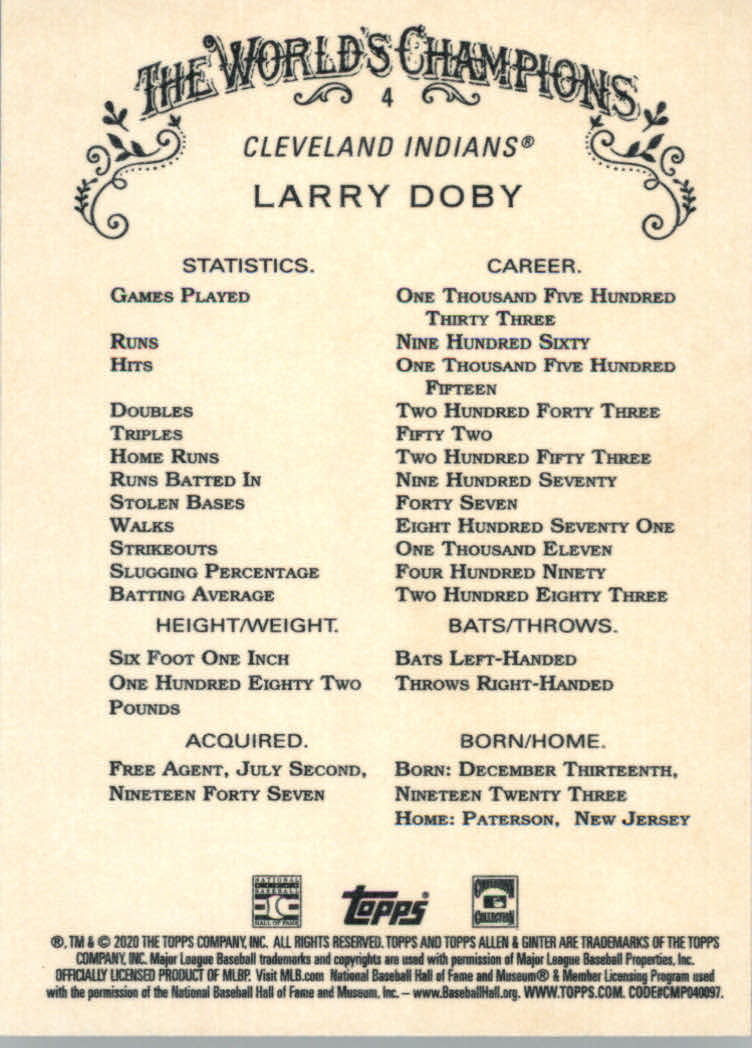 THE WORLD'S CHAMPIONS
4
CLEVELAND INDIANS®
LARRY DOBY
STATISTICS. CAREER.
GAMES PLAYED ONE THOUSAND FIVE HUNDRED
THIRTY THREE
RUNS NINE HUNDRED SIXTY
HITS ONE THOUSAND FIVE HUNDRED
FIFTEEN
DOUBLES TWO HUNDRED FORTY THREE
TRIPLES FIFTY TWO
HOME RUNS TWO HUNDRED FIFTY THREE
RUNS BATTED IN NINE HUNDRED SEVENTY
STOLEN BASES FORTY SEVEN
WALKS EIGHT HUNDRED SEVENTY ONE
STRIKEOUTS ONE THOUSAND ELEVEN
SLUGGING PERCENTAGE FOUR HUNDRED NINETY
BATTING AVERAGE TWO HUNDRED EIGHTY THREE
HEIGHT/WEIGHT. BATS/THROWS.
SIX FOOT ONE INCH BATS LEFT-HANDED
ONE HUNDRED EIGHTY TWO THROWS RIGHT-HANDED
POUNDS
ACQUIRED. BORN/HOME.
FREE AGENT, JULY SECOND, BORN: DECEMBER THIRTEENTH,
NINETEEN FORTY SEVEN NINETEEN TWENTY THREE
HOME: PATERSON, NEW JERSEY
NATIONAL
BASEBALL
HALL OF FAME
Topps®
COOPERSTOWN
COLLECTION
®, TM & © 2020 THE TOPPS COMPANY, INC. ALL RIGHTS RESERVED. TOPPS AND TOPPS ALLEN & GINTER ARE TRADEMARKS OF THE TOPPS
COMPANY, INC. Major League Baseball trademarks and copyrights are used with permission of Major League Baseball Properties, Inc.
OFFICIALLY LICENSED PRODUCT OF MLBP. Visit MLB.com National Baseball Hall of Fame and Museum® & Member Licensing Program used
with the permission of the National Baseball Hall of Fame and Museum, Inc. – www.BaseballHall.org. WWW.TOPPS.COM. CODE#CMP040097.